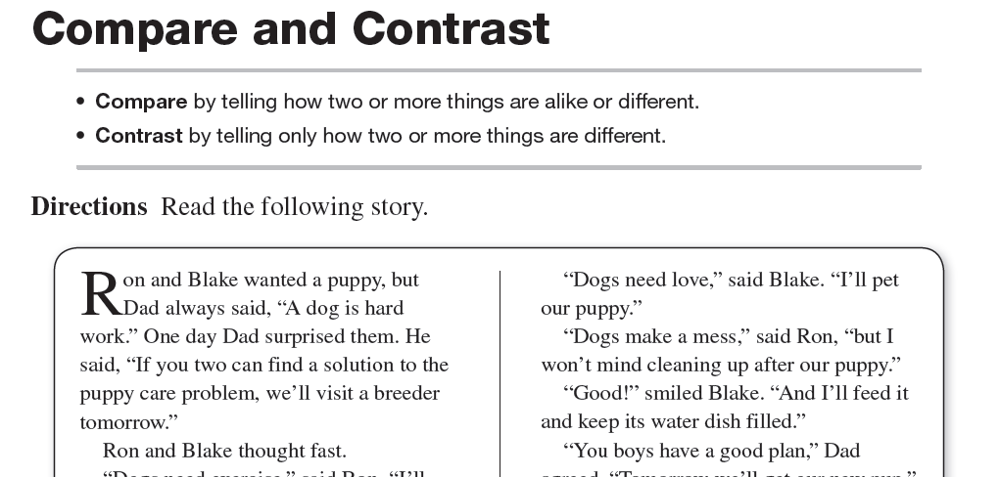 Compare and Contrast
• Compare by telling how two or more things are alike or different.
• Contrast by telling only how two or more things are different.
Directions Read the following story.
Ron and Blake wanted a puppy, but
Dad always said, “A dog is hard
work.” One day Dad surprised them. He
said, “If you two can find a solution to the
puppy care problem, we’ll visit a breeder
tomorrow.”
Ron and Blake thought fast.
“Dogs need exercise,” said Ron. “I’ll
“Dogs need love,” said Blake. “I’ll pet
our puppy.”
“Dogs make a mess,” said Ron, “but I
won’t mind cleaning up after our puppy.”
“Good!” smiled Blake. “And I’ll feed it
and keep its water dish filled.”
“You boys have a good plan,” Dad
agreed. “Tomorrow we’ll get our new pup.”